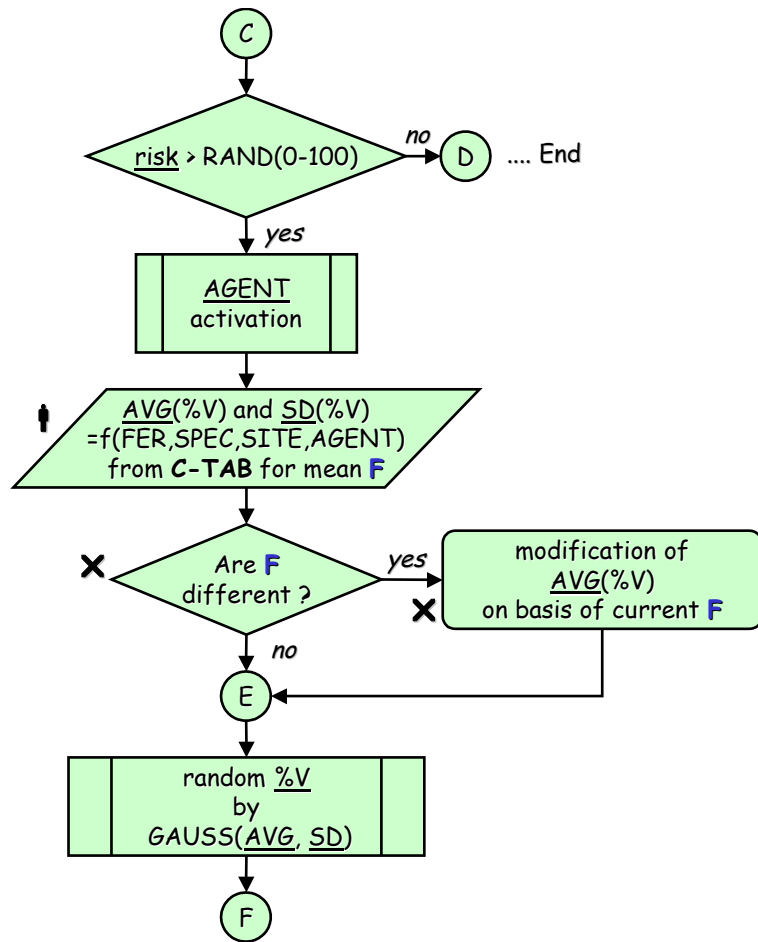 C
risk > RAND(0-100)
no
D
.... End
yes
AGENT
activation
AVG(%V) and SD(%V)
=f(FER,SPEC,SITE,AGENT)
from C-TAB for mean F
Are F
different ?
yes
modification of
AVG(%V)
on basis of current F
no
E
random %V
by
GAUSS(AVG, SD)
F